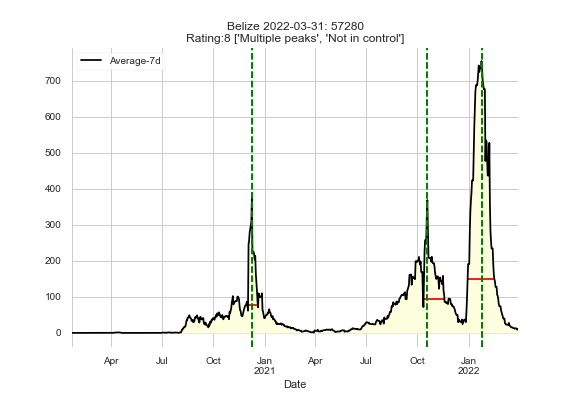 Belize 2022-03-31: 57280
Rating:8 ['Multiple peaks', 'Not in control']
Average-7d
700
600
500
400
300
200
100
0
Apr
Jul
Oct
Jan
2021
Apr
Jul
Oct
Jan
2022
Date